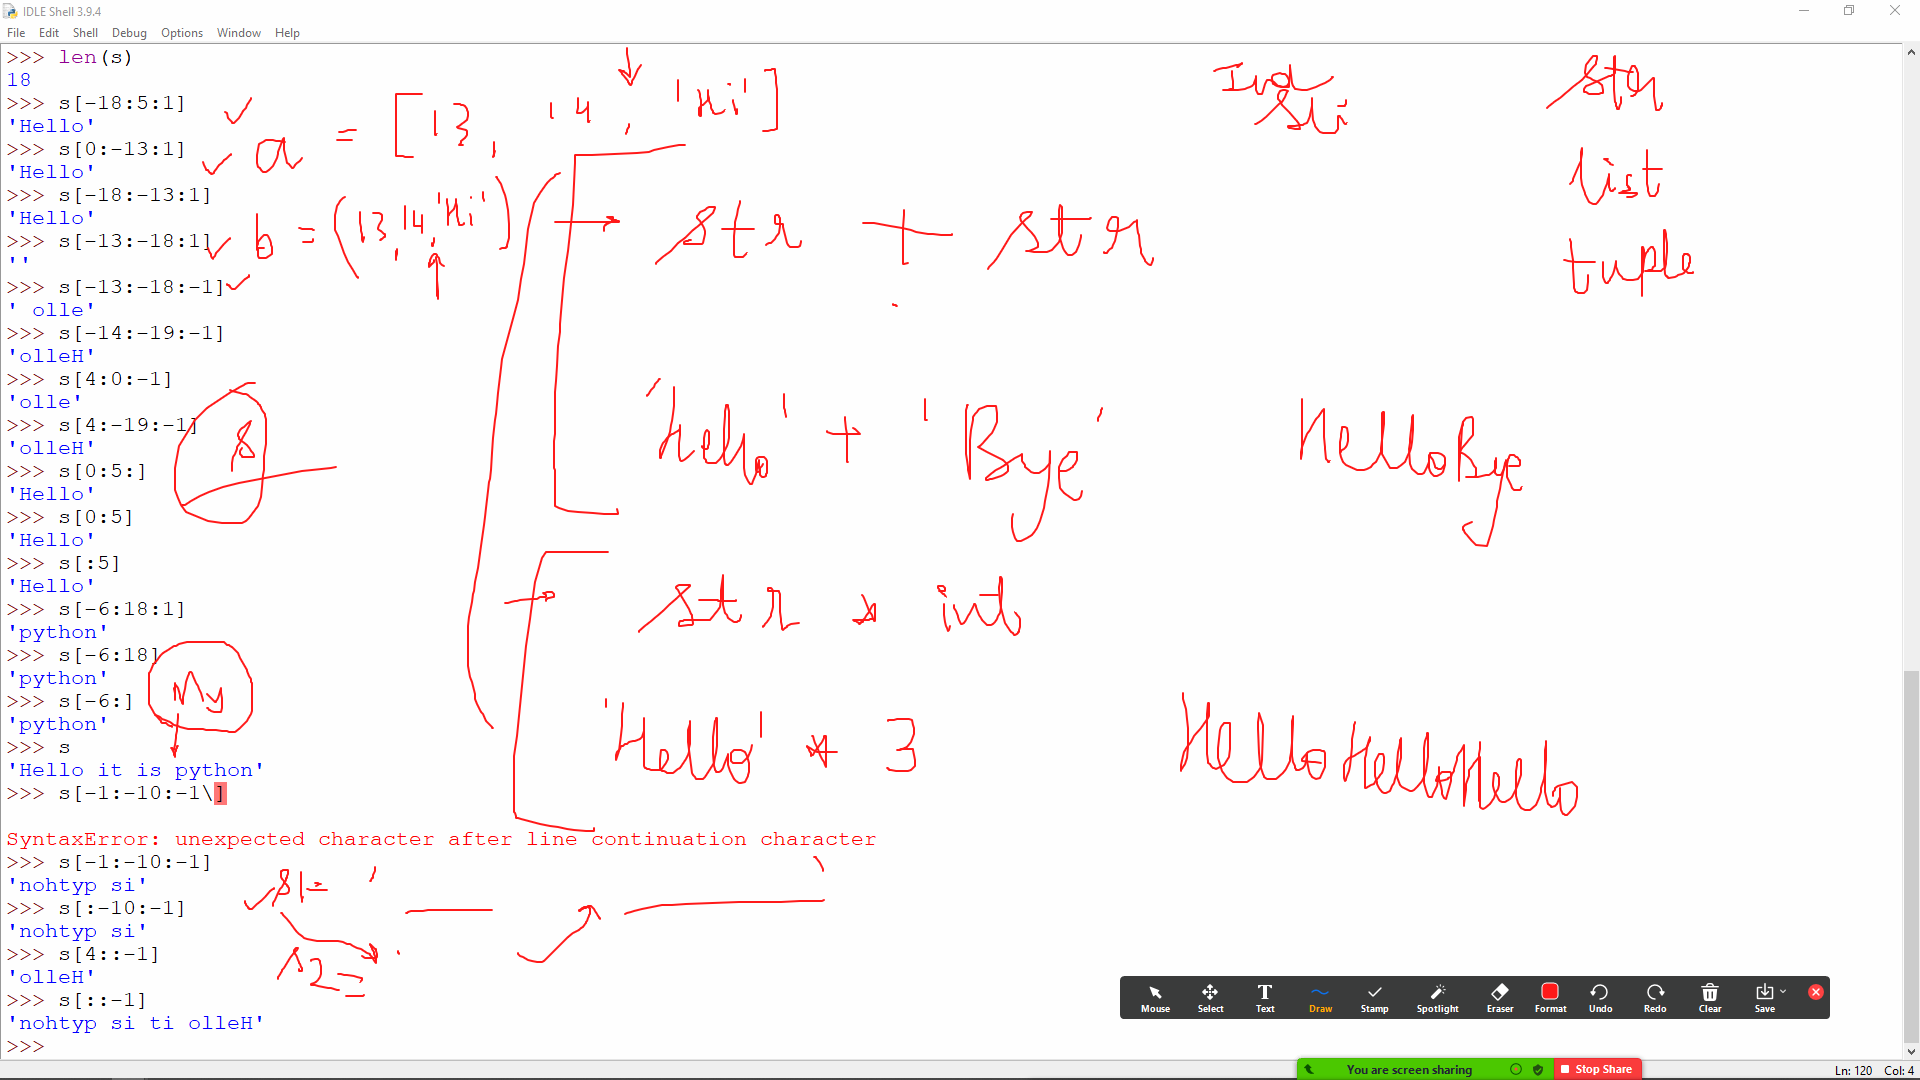 IDLE Shell 3.9.4
File Edit Shell Debug Options Window Help
>>> len(s)
18
>>> s[-18:5:1]
'Hello'
>>> s[0:-13:1]
'Hello'
>>> s[-18:-13:1]
'Hello'
>>> s[-13:-18:1]
''
>>> s[-13:-18:-1]
' olle'
>>> s[-14:-19:-1]
'olleH'
>>> s[4:0:-1]
'olle'
>>> s[4:-19:-1]
'olleH'
>>> s[0:5:]
'Hello'
>>> s[0:5]
'Hello'
>>> s[:5]
'Hello'
>>> s[-6:18:1]
'python'
>>> s[-6:18]
'python'
>>> s[-6:]
'python'
>>> s
'Hello it is python'
>>> s[-1:-10:-1\]
SyntaxError: unexpected character after line continuation character
>>> s[-1:-10:-1]
'nohtyp si'
>>> s[:-10:-1]
'nohtyp si'
>>> s[4::-1]
'olleH'
>>> s[::-1]
'nohtyp si ti olleH'
>>>
a = [13, 14, 'Hi']
b = (13, 14, 'Hi')
s
My
s1= '
s2=
str + str
'Hello' + 'Bye' HelloBye
str * int
'Hello' * 3 HelloHelloHello
Ind
Sli
str
list
tuple
Mouse Select Text Draw Stamp Spotlight Eraser Format Undo Redo Clear Save
You are screen sharing Stop Share
Ln: 120 Col: 4